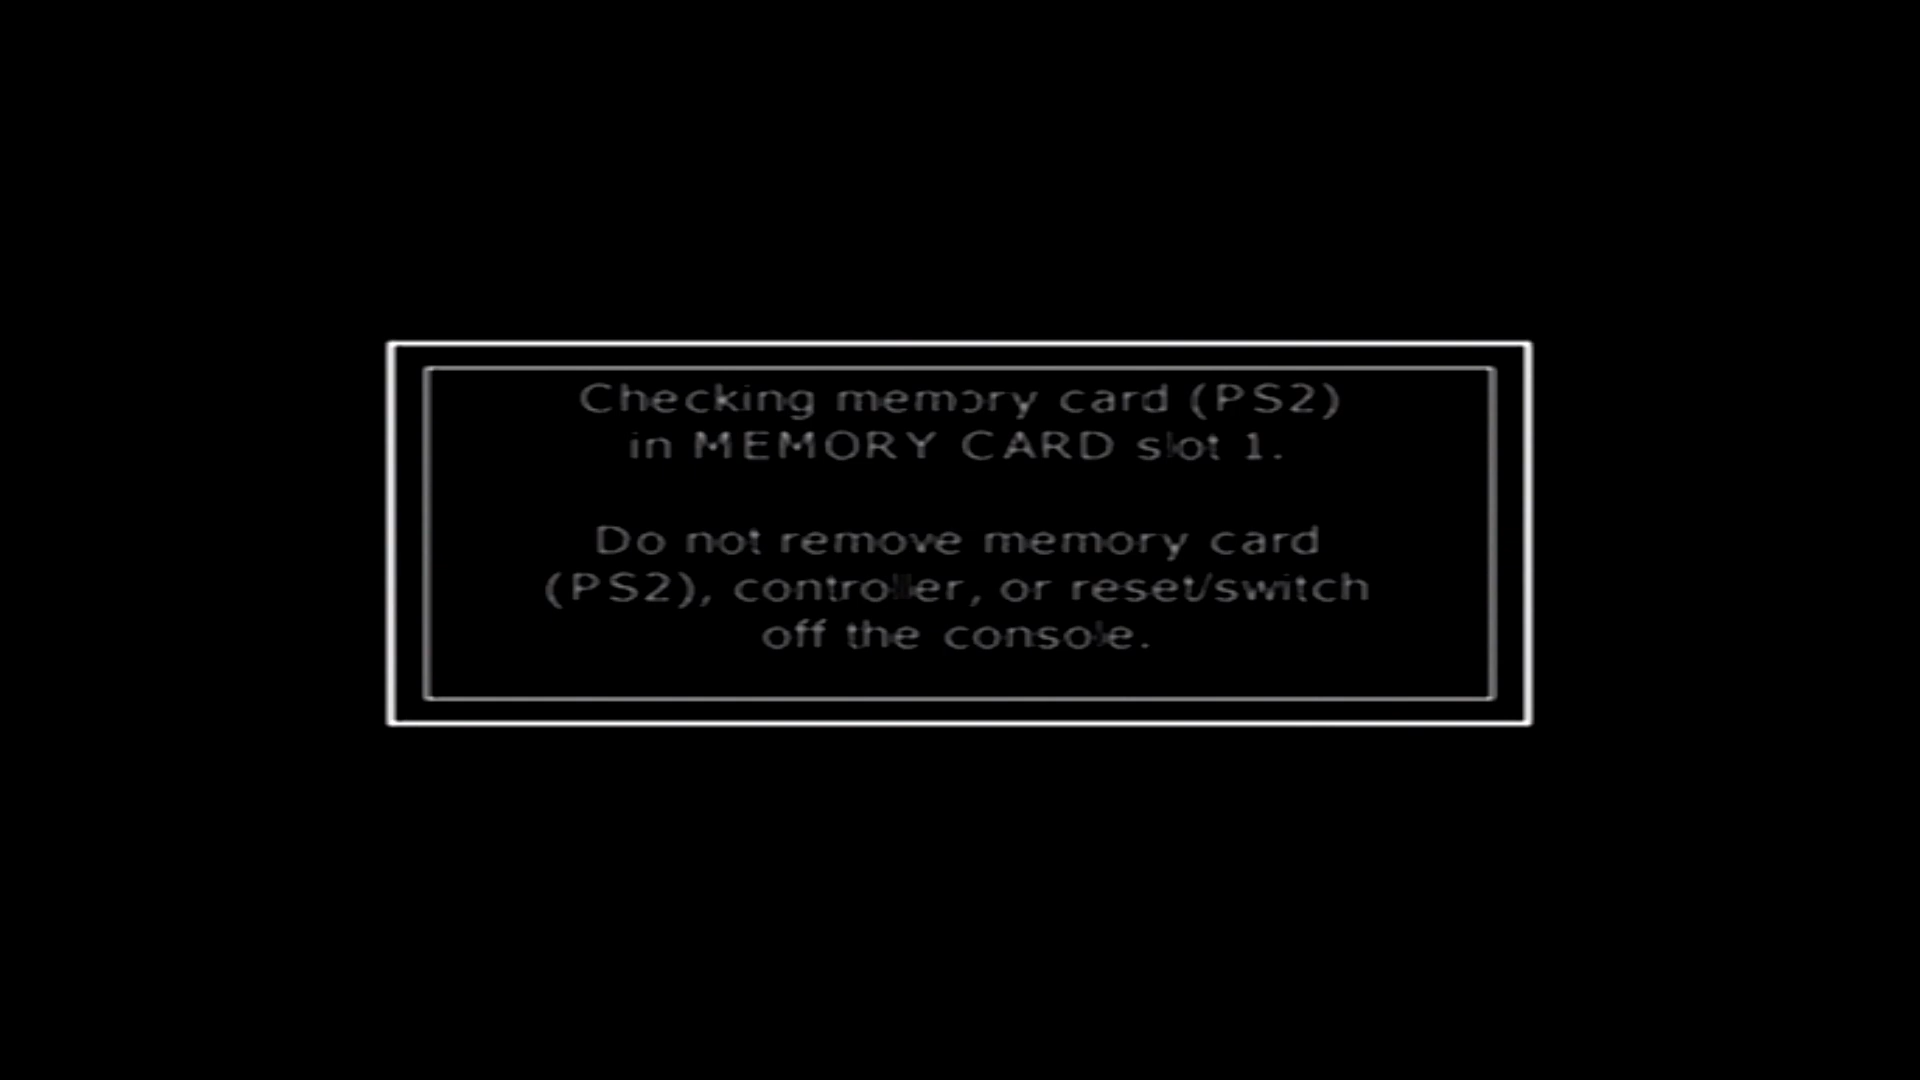 Checking memory card (PS2)
in MEMORY CARD slot 1.
Do not remove memory card
(PS2), controller, or reset/switch
off the console.